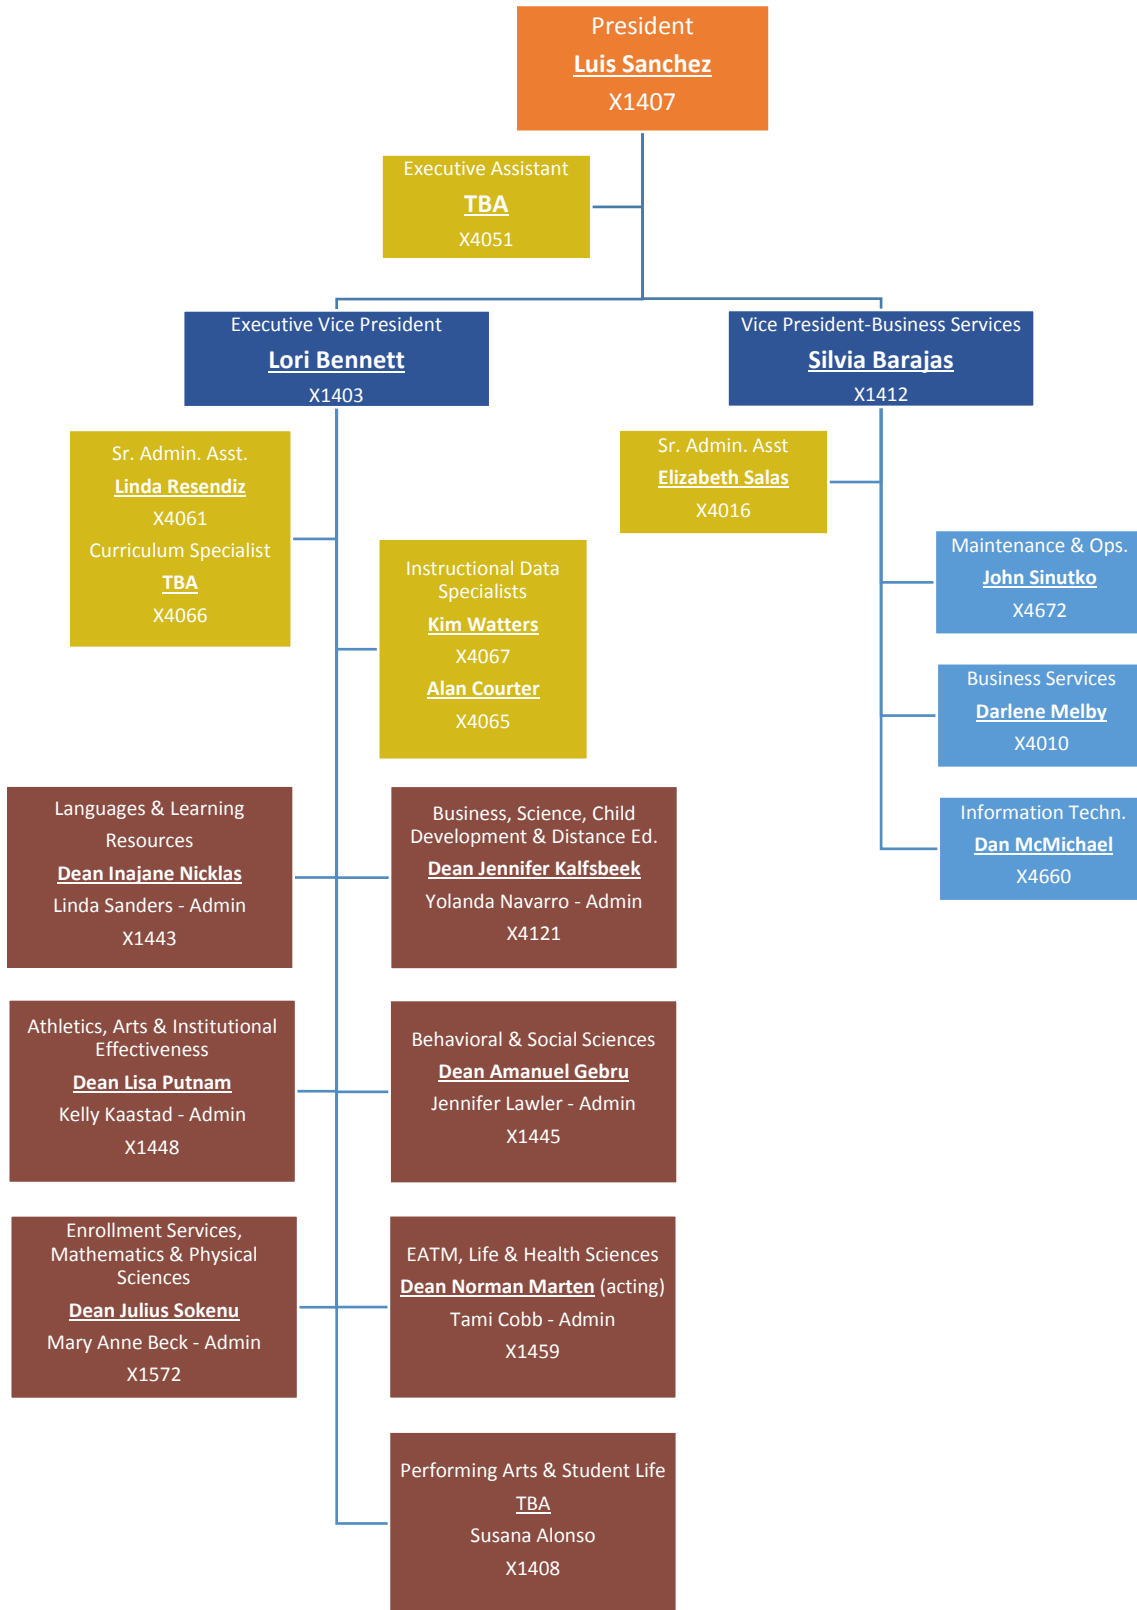 President
Luis Sanchez
X1407
Executive Assistant
TBA
X4051
Executive Vice President
Lori Bennett
X1403
Vice President-Business Services
Silvia Barajas
X1412
Sr. Admin. Asst.
Linda Resendiz
X4061
Curriculum Specialist
TBA
X4066
Instructional Data
Specialists
Kim Watters
X4067
Alan Courter
X4065
Sr. Admin. Asst
Elizabeth Salas
X4016
Maintenance & Ops.
John Sinutko
X4672
Business Services
Darlene Melby
X4010
Information Techn.
Dan McMichael
X4660
Languages & Learning
Resources
Dean Inajane Nicklas
Linda Sanders - Admin
X1443
Business, Science, Child
Development & Distance Ed.
Dean Jennifer Kalfsbeek
Yolanda Navarro - Admin
X4121
Athletics, Arts & Institutional
Effectiveness
Dean Lisa Putnam
Kelly Kaastad - Admin
X1448
Behavioral & Social Sciences
Dean Amanuel Gebru
Jennifer Lawler - Admin
X1445
Enrollment Services,
Mathematics & Physical
Sciences
Dean Julius Sokenu
Mary Anne Beck - Admin
X1572
EATM, Life & Health Sciences
Dean Norman Marten (acting)
Tami Cobb - Admin
X1459
Performing Arts & Student Life
TBA
Susana Alonso
X1408